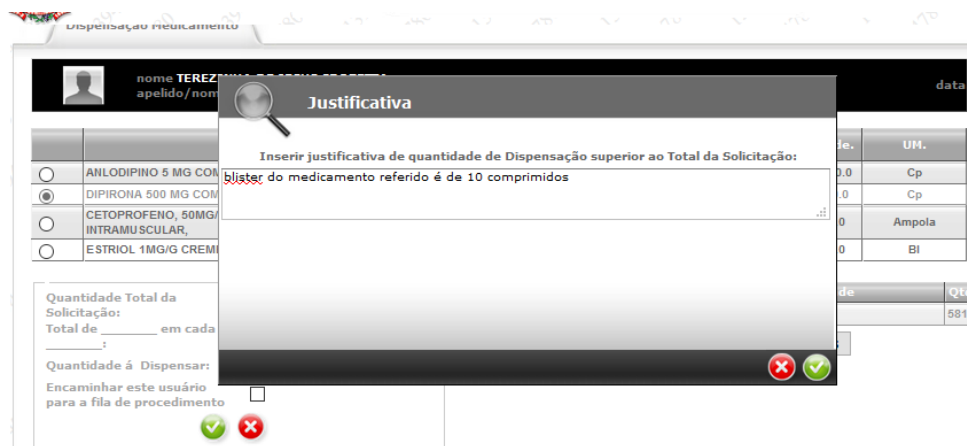 Dispensação Medicamento
nome TEREZ
apelido/nom
data
Justificativa
Inserir justificativa de quantidade de Dispensação superior ao Total da Solicitação:
blister do medicamento referido é de 10 comprimidos
de. UM.
ANLODIPINO 5 MG COM 0.0 Cp
DIPIRONA 500 MG COM .0 Cp
CETOPROFENO, 50MG/
INTRAMUSCULAR, .0 Ampola
ESTRIOL 1MG/G CREM .0 Bl
Quantidade Total da
Solicitação:
Total de ________ em cada
________:
Quantidade á Dispensar:
Encaminhar este usuário
para a fila de procedimento
de Qt
581